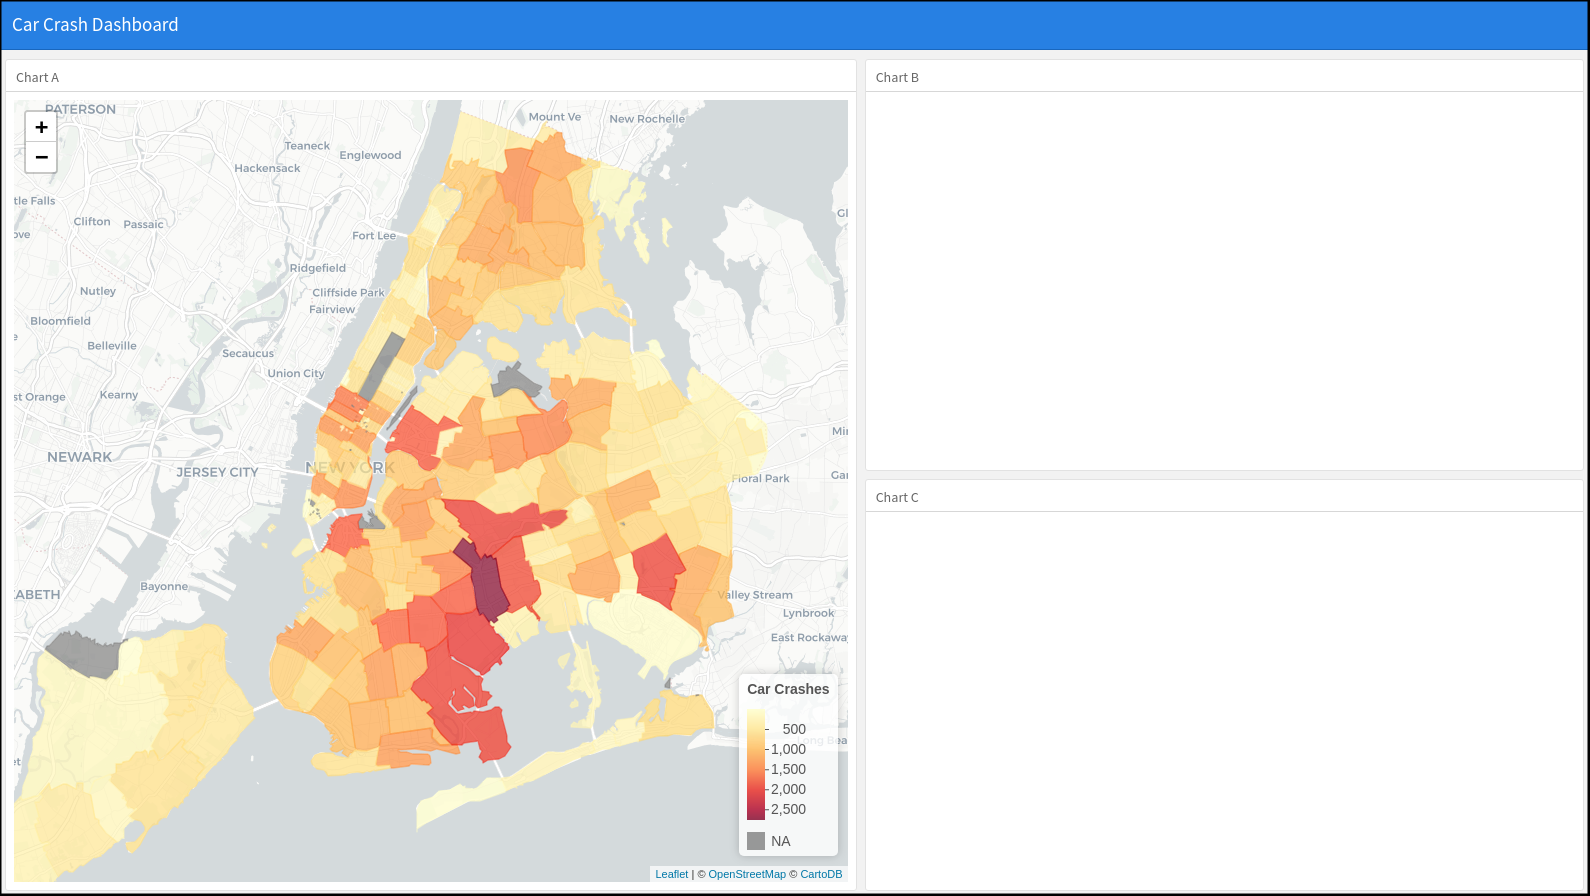 Car Crash Dashboard
Chart A
Chart B
PATERSON
+
−
Mount Ve
New Rochelle
Teaneck
Englewood
Hackensack
tle Falls
Gl
Clifton
Passaic
ove
Fort Lee
Ridgefield
Nutley
Cliffside Park
Fairview
Bloomfield
e
Belleville
Secaucus
Union City
st Orange
Kearny
Min
NEWARK
JERSEY CITY
NEW YORK
Floral Park
Gar
Chart C
Bayonne
ZABETH
Valley Stream
Lynbrook
East Rockaway
Car Crashes
500
1,000
1,500
2,000
2,500
NA
Long Bea
et
Leaflet | © OpenStreetMap © CartoDB